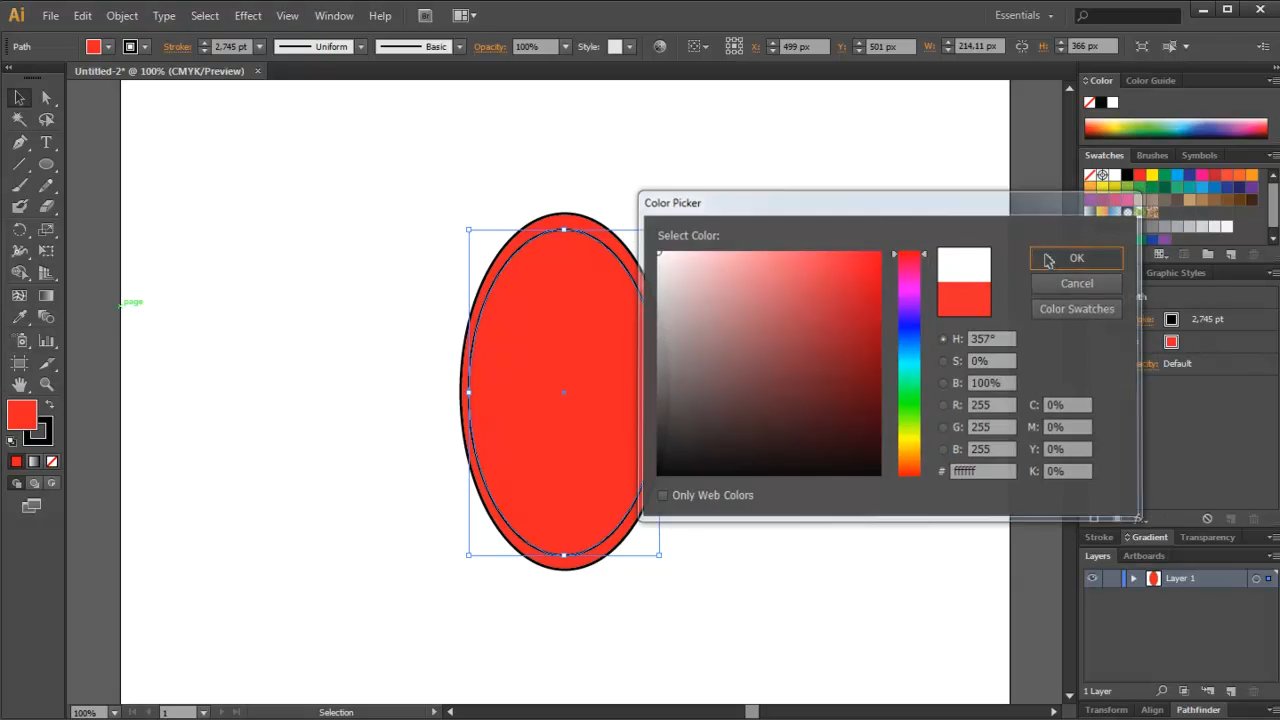 Ai File Edit Object Type Select Effect View Window Help Br Essentials
Path Stroke: 2,745 pt Uniform Basic Opacity: 100% Style: X: 499 px Y: 501 px W: 214,11 px H: 366 px
Untitled-2* @ 100% (CMYK/Preview) ×
Color Color Guide
Swatches Brushes Symbols
Color Picker
Select Color:
OK
Cancel
Color Swatches
Graphic Styles
page
2,745 pt
H: 357°
S: 0%
Default
B: 100%
R: 255 C: 0%
G: 255 M: 0%
B: 255 Y: 0%
# ffffff K: 0%
Only Web Colors
Stroke Gradient Transparency
Layers Artboards
Layer 1
1 Layer
100% 1 Selection
Transform Align Pathfinder